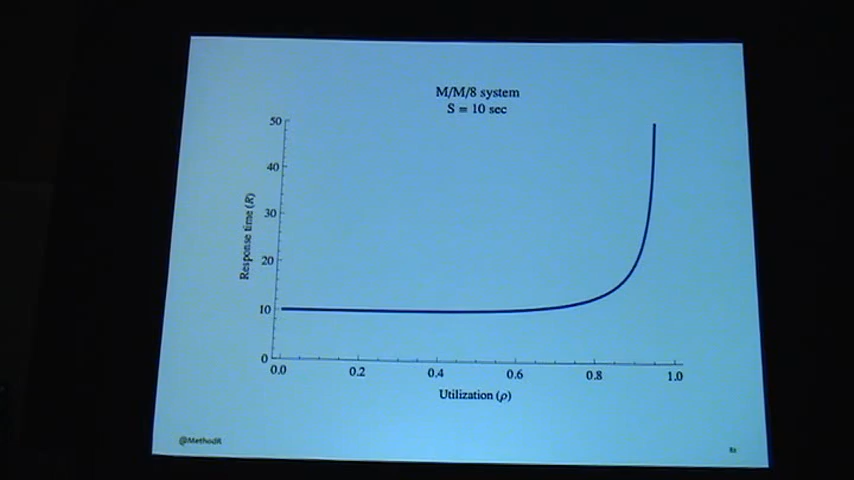 M/M/8 system
S = 10 sec
50
40
30
20
10
0
Response time (R)
0.0 0.2 0.4 0.6 0.8 1.0
Utilization (ρ)
@MethodR